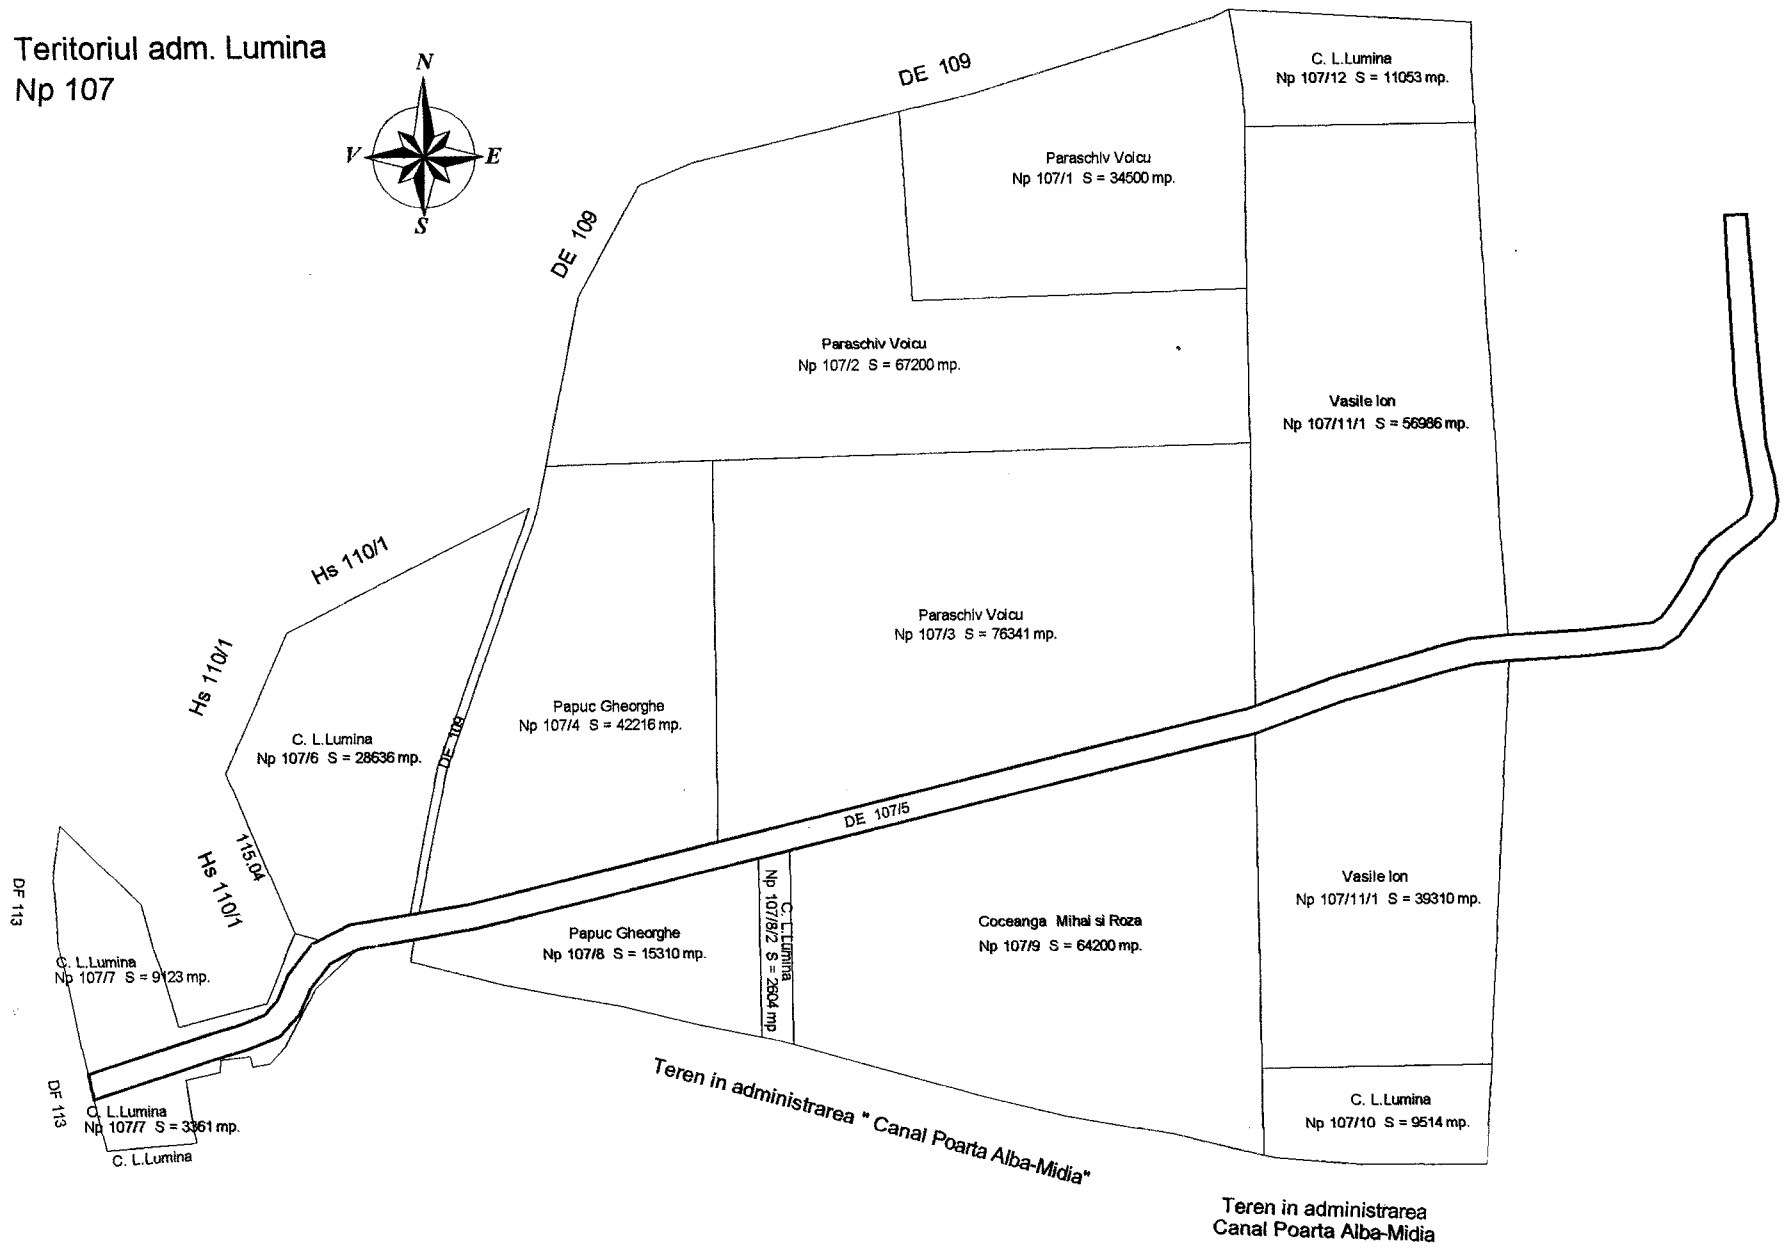 Teritoriul adm. Lumina
Np 107
N
V
E
S
DE 109
DE 109
C. L.Lumina
Np 107/12 S = 11053 mp.
Paraschiv Voicu
Np 107/1 S = 34500 mp.
Paraschiv Voicu
Np 107/2 S = 67200 mp.
Vasile Ion
Np 107/11/1 S = 56986 mp.
Hs 110/1
Hs 110/1
Paraschiv Voicu
Np 107/3 S = 76341 mp.
Papuc Gheorghe
Np 107/4 S = 42216 mp.
C. L.Lumina
Np 107/6 S = 28636 mp.
DE 109
115.04
Hs 110/1
DE 107/5
DF 113
C. L.Lumina
Np 107/7 S = 9123 mp.
Papuc Gheorghe
Np 107/8 S = 15310 mp.
C. L.Lumina
Np 107/8/2 S = 2604 mp
Coceanga Mihai si Roza
Np 107/9 S = 64200 mp.
Vasile Ion
Np 107/11/1 S = 39310 mp.
DF 113
C. L.Lumina
Np 107/7 S = 3361 mp.
C. L.Lumina
C. L.Lumina
Np 107/10 S = 9514 mp.
Teren in administrarea " Canal Poarta Alba-Midia"
Teren in administrarea
Canal Poarta Alba-Midia